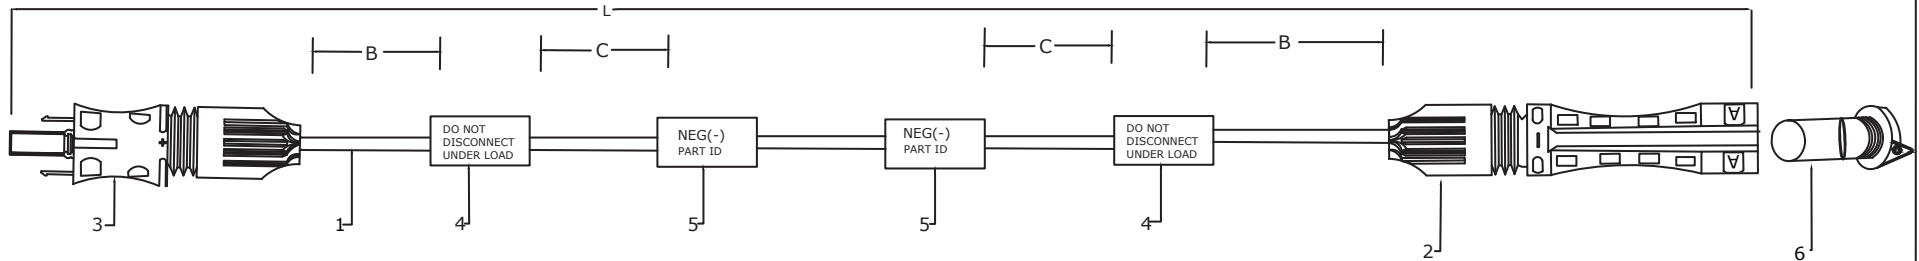 L
B
C
C
B
DO NOT
DISCONNECT
UNDER LOAD
NEG(-)
PART ID
NEG(-)
PART ID
DO NOT
DISCONNECT
UNDER LOAD
+
–
A
A
3
1
4
5
5
4
2
6